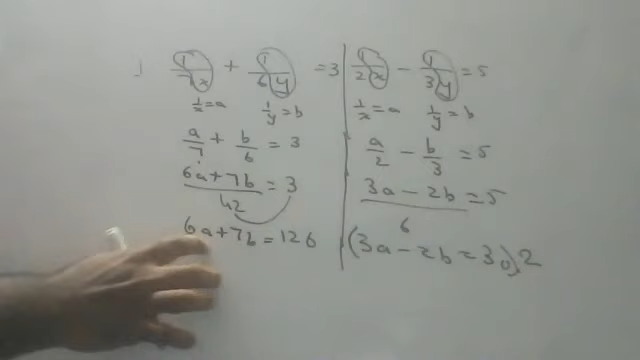 1/7x + 1/6y = 3
1/x = a 1/y = b
a/7 + b/6 = 3
6a + 7b/42 = 3
6a + 7b = 126
1/2x - 1/3y = 5
1/x = a 1/y = b
a/2 - b/3 = 5
3a - 2b/6 = 5
(3a - 2b = 30) 2